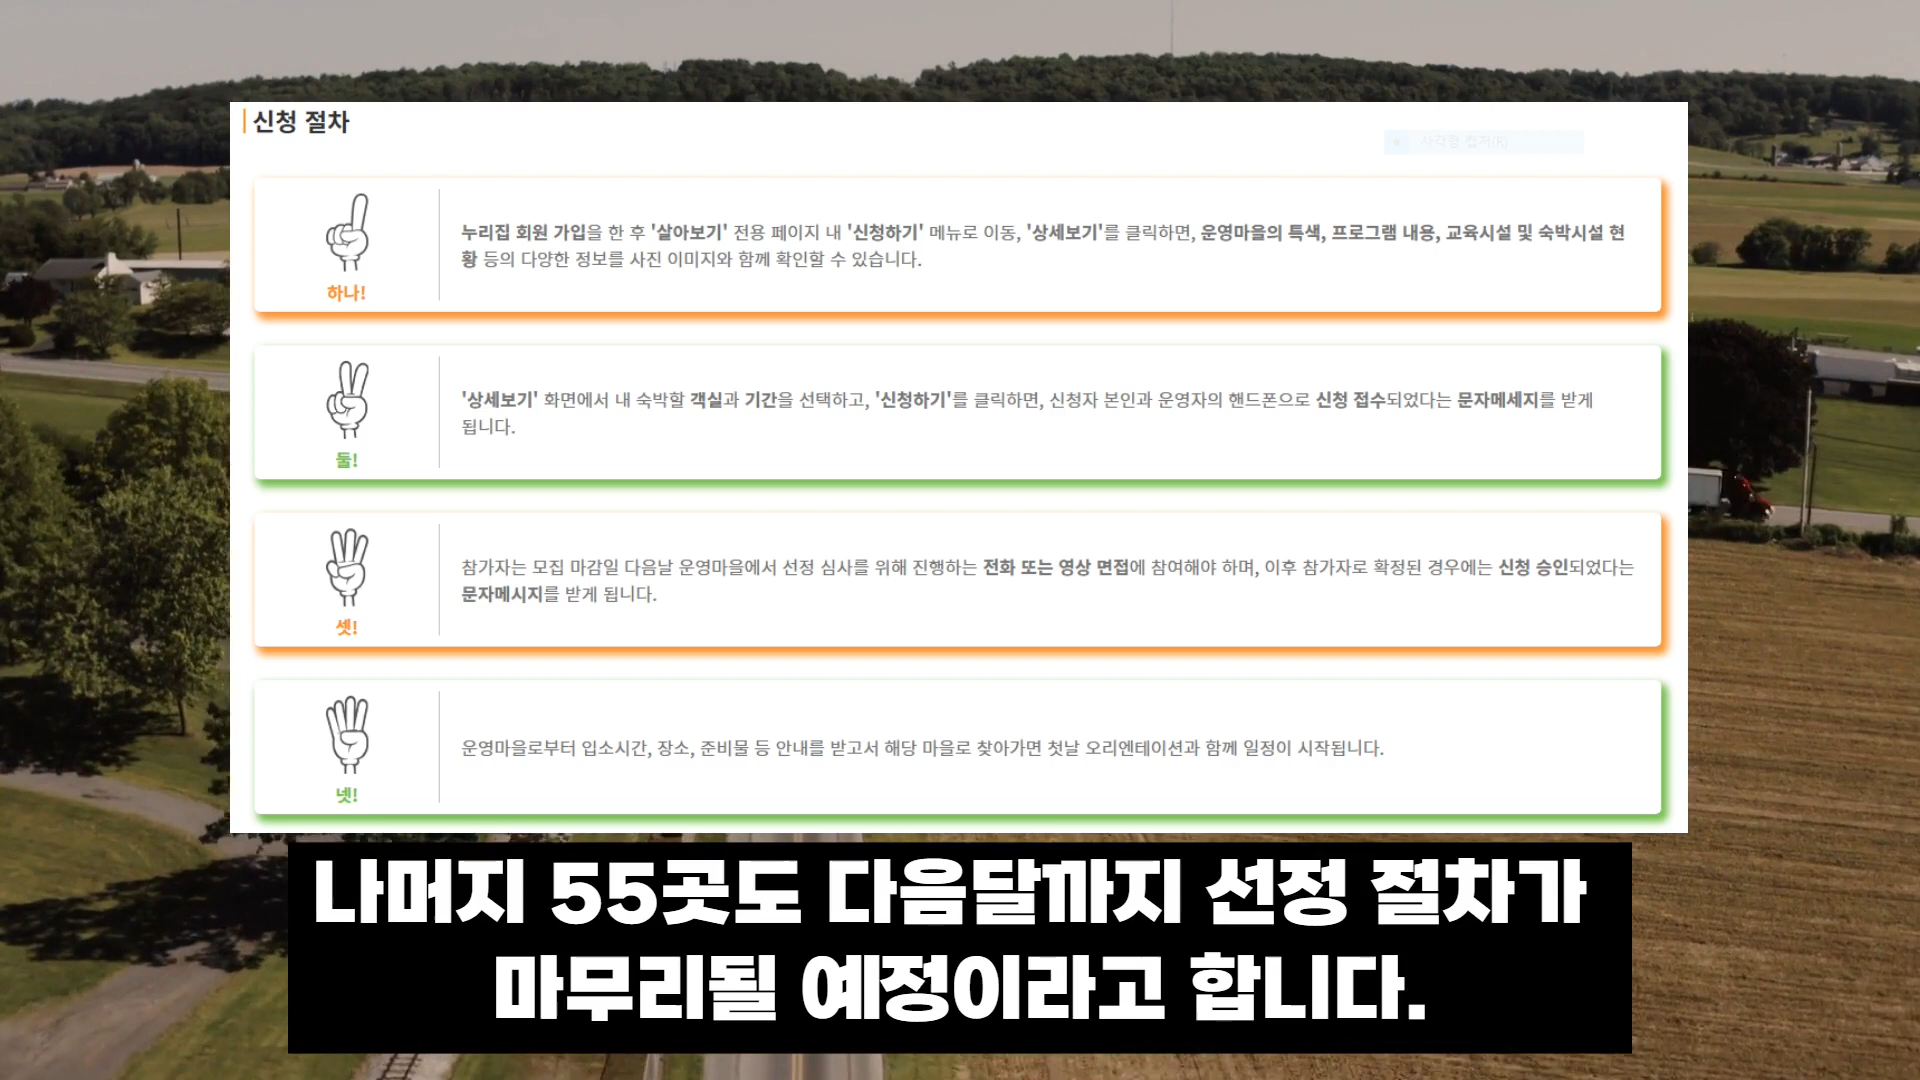 신청 절차
사각형 캡처(R)
누리집 회원 가입을 한 후 '살아보기' 전용 페이지 내 '신청하기' 메뉴로 이동, '상세보기'를 클릭하면, 운영마을의 특색, 프로그램 내용, 교육시설 및 숙박시설 현
황 등의 다양한 정보를 사진 이미지와 함께 확인할 수 있습니다.
하나!
'상세보기' 화면에서 내 숙박할 객실과 기간을 선택하고, '신청하기'를 클릭하면, 신청자 본인과 운영자의 핸드폰으로 신청 접수되었다는 문자메세지를 받게
됩니다.
둘!
참가자는 모집 마감일 다음날 운영마을에서 선정 심사를 위해 진행하는 전화 또는 영상 면접에 참여해야 하며, 이후 참가자로 확정된 경우에는 신청 승인되었다는
문자메시지를 받게 됩니다.
셋!
운영마을로부터 입소시간, 장소, 준비물 등 안내를 받고서 해당 마을로 찾아가면 첫날 오리엔테이션과 함께 일정이 시작됩니다.
넷!
나머지 55곳도 다음달까지 선정 절차가
마무리될 예정이라고 합니다.